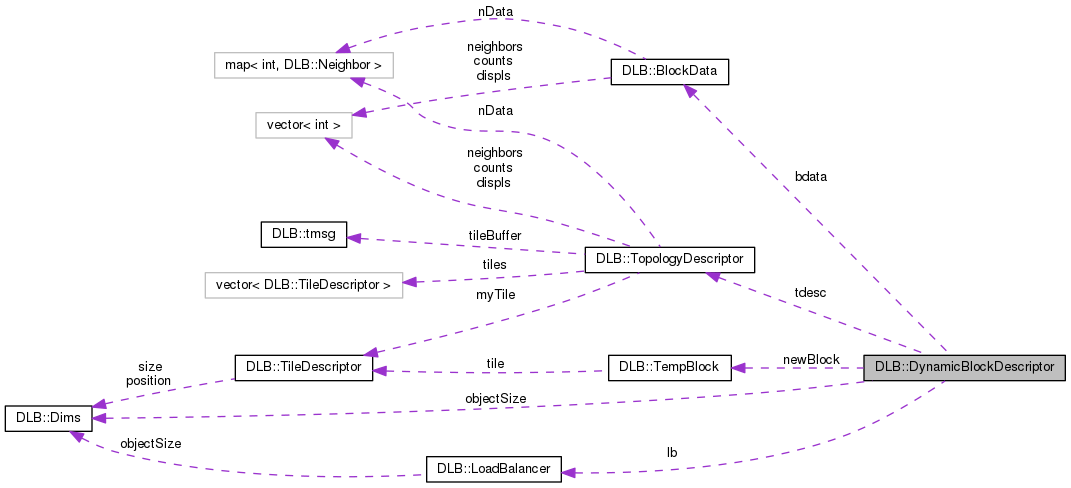 nData
neighbors
counts
displs
map< int, DLB::Neighbor >
DLB::BlockData
nData
vector< int >
neighbors
counts
displs
bdata
DLB::tmsg
tileBuffer
DLB::TopologyDescriptor
tiles
vector< DLB::TileDescriptor >
myTile
tdesc
size
position
DLB::TileDescriptor
tile
DLB::TempBlock
newBlock
DLB::DynamicBlockDescriptor
objectSize
DLB::Dims
objectSize
lb
DLB::LoadBalancer